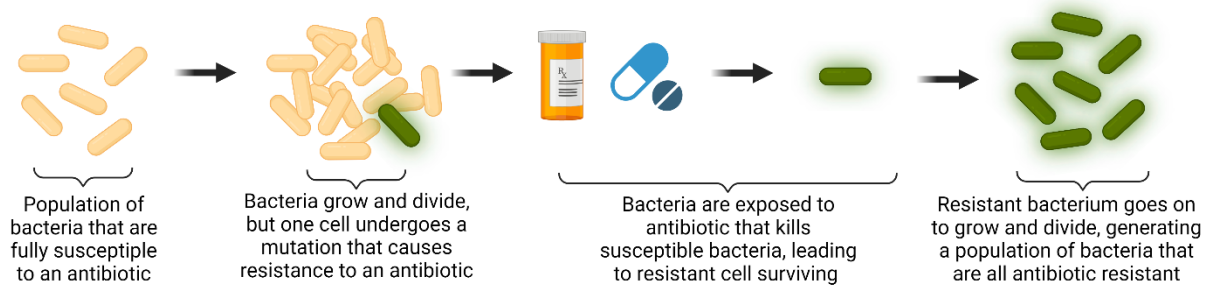 Rx
Population of
bacteria that are
fully susceptiple
to an antibiotic
Bacteria grow and divide,
but one cell undergoes a
mutation that causes
resistance to an antibiotic
Bacteria are exposed to
antibiotic that kills
susceptible bacteria, leading
to resistant cell surviving
Resistant bacterium goes on
to grow and divide, generating
a population of bacteria that
are all antibiotic resistant